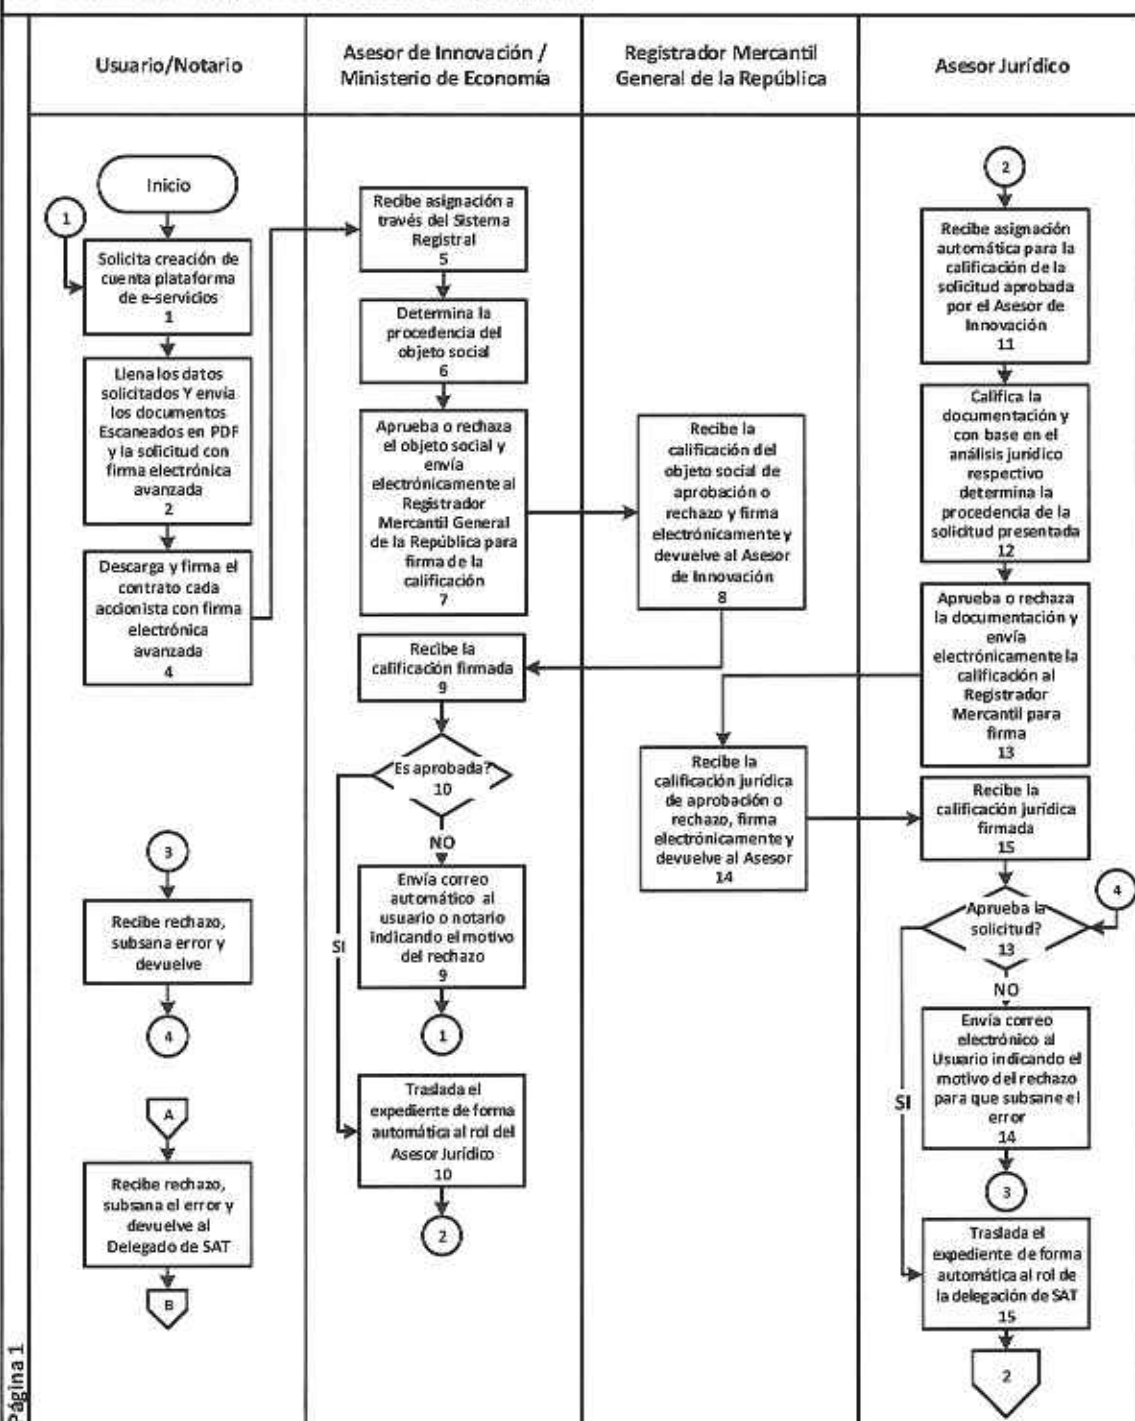 Usuario/Notario
Asesor de Innovación /
Ministerio de Economía
Registrador Mercantil
General de la República
Asesor Jurídico
Inicio
1
Solicita creación de
cuenta plataforma
de e-servicios
1
Llena los datos
solicitados Y envía
los documentos
Escaneados en PDF
y la solicitud con
firma electrónica
avanzada
2
Descarga y firma el
contrato cada
accionista con firma
electrónica
avanzada
4
3
Recibe rechazo,
subsana error y
devuelve
4
A
Recibe rechazo,
subsana el error y
devuelve al
Delegado de SAT
B
Recibe asignación a
través del Sistema
Registral
5
Determina la
procedencia del
objeto social
6
Aprueba o rechaza
el objeto social y
envía
electrónicamente al
Registrador
Mercantil General
de la República para
firma de la
calificación
7
Recibe la
calificación firmada
9
Es aprobada?
10
NO
SI
Envía correo
automático al
usuario o notario
indicando el motivo
del rechazo
9
1
Traslada el
expediente de forma
automática al rol del
Asesor Jurídico
10
2
Recibe la
calificación del
objeto social de
aprobación o
rechazo y firma
electrónicamente y
devuelve al Asesor
de Innovación
8
Recibe la
calificación jurídica
de aprobación o
rechazo, firma
electrónicamente y
devuelve al Asesor
14
2
Recibe asignación
automática para la
calificación de la
solicitud aprobada
por el Asesor de
Innovación
11
Califica la
documentación y
con base en el
análisis jurídico
respectivo
determina la
procedencia de la
solicitud presentada
12
Aprueba o rechaza
la documentación y
envía
electrónicamente la
calificación al
Registrador
Mercantil para
firma
13
Recibe la
calificación jurídica
firmada
15
4
Aprueba la
solicitud?
13
NO
SI
Envía correo
electrónico al
Usuario indicando el
motivo del rechazo
para que subsane el
error
14
3
Traslada el
expediente de forma
automática al rol de
la delegación de SAT
15
2
Página 1